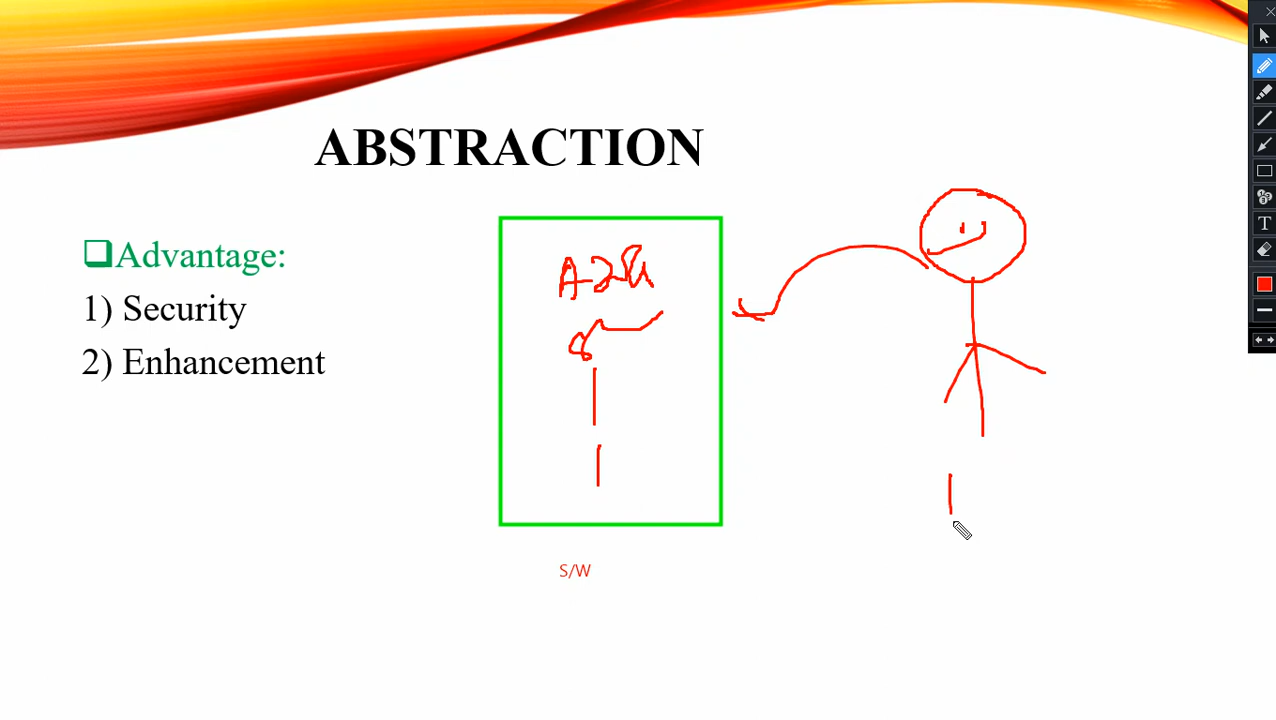 ABSTRACTION
❑Advantage:
1) Security
2) Enhancement
S/W